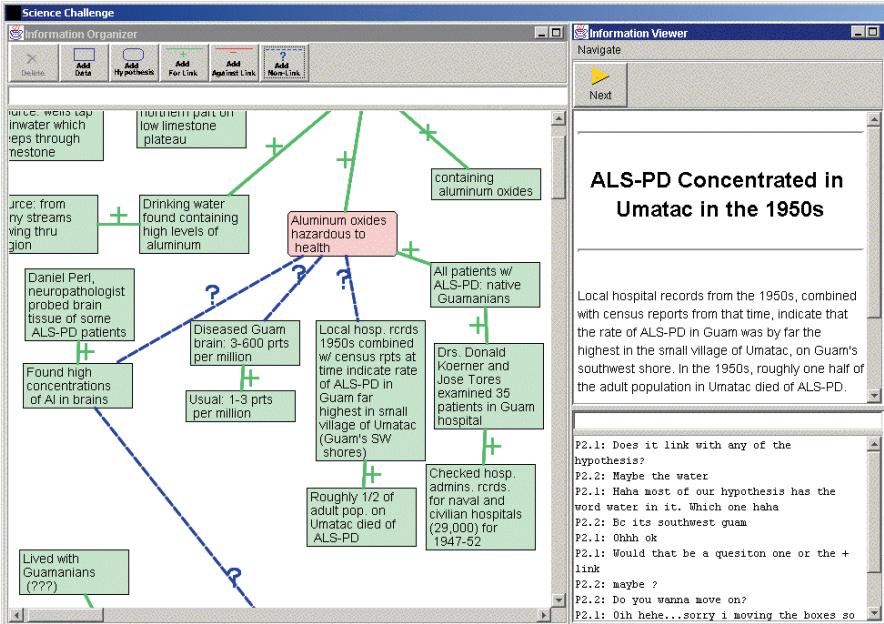 Science Challenge
Information Organizer
Delete
Add
Data
Add
Hypothesis
Add
For Link
Add
Against Link
?
Add
Non-Link
urce: wells tap
inwater which
eeps through
mestone
northern part on
low limestone
plateau
containing
aluminum oxides
urce: from
ny streams
wing thru
gion
Drinking water
found containing
high levels of
aluminum
Aluminum oxides
hazardous to
health
Daniel Perl,
neuropathologist
probed brain
tissue of some
ALS-PD patients
Found high
concentrations
of Al in brains
Diseased Guam
brain: 3-600 prts
per million
Usual: 1-3 prts
per million
Local hosp. rcrds
1950s combined
w/ census rpts at
time indicate rate
of ALS-PD in
Guam far
highest in small
village of Umatac
(Guam's SW
shores)
Roughly 1/2 of
adult pop. on
Umatac died of
ALS-PD
All patients w/
ALS-PD: native
Guamanians
Drs. Donald
Koerner and
Jose Tores
examined 35
patients in Guam
hospital
Checked hosp.
admins. rcrds.
for naval and
civilian hospitals
(29,000) for
1947-52
Lived with
Guamanians
(???)
?
?
?
?
Information Viewer
Navigate
Next
ALS-PD Concentrated in
Umatac in the 1950s
Local hospital records from the 1950s, combined
with census reports from that time, indicate that
the rate of ALS-PD in Guam was by far the
highest in the small village of Umatac, on Guam's
southwest shore. In the 1950s, roughly one half of
the adult population in Umatac died of ALS-PD.
P2.1: Does it link with any of the
hypothesis?
P2.2: Maybe the water
P2.1: Haha most of our hypothesis has the
word water in it. Which one haha
P2.2: Bc its southwest guam
P2.1: Ohhh ok
P2.1: Would that be a quesiton one or the +
link
P2.2: maybe ?
P2.2: Do you wanna move on?
P2.1: Oih hehe...sorry i moving the boxes so